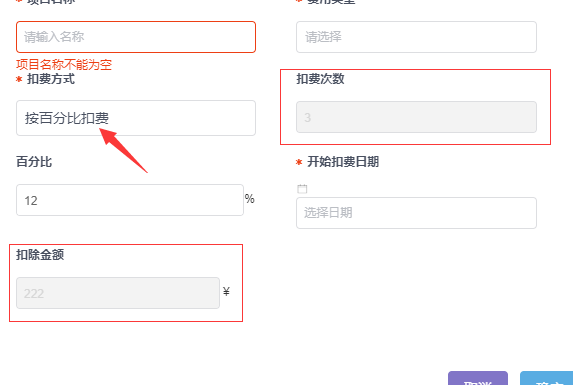 * 项目名称
* 费用类型
请输入名称
请选择
项目名称不能为空
* 扣费方式
扣费次数
按百分比扣费
3
百分比
* 开始扣费日期
12
%
选择日期
扣除金额
222
¥
取消
确定